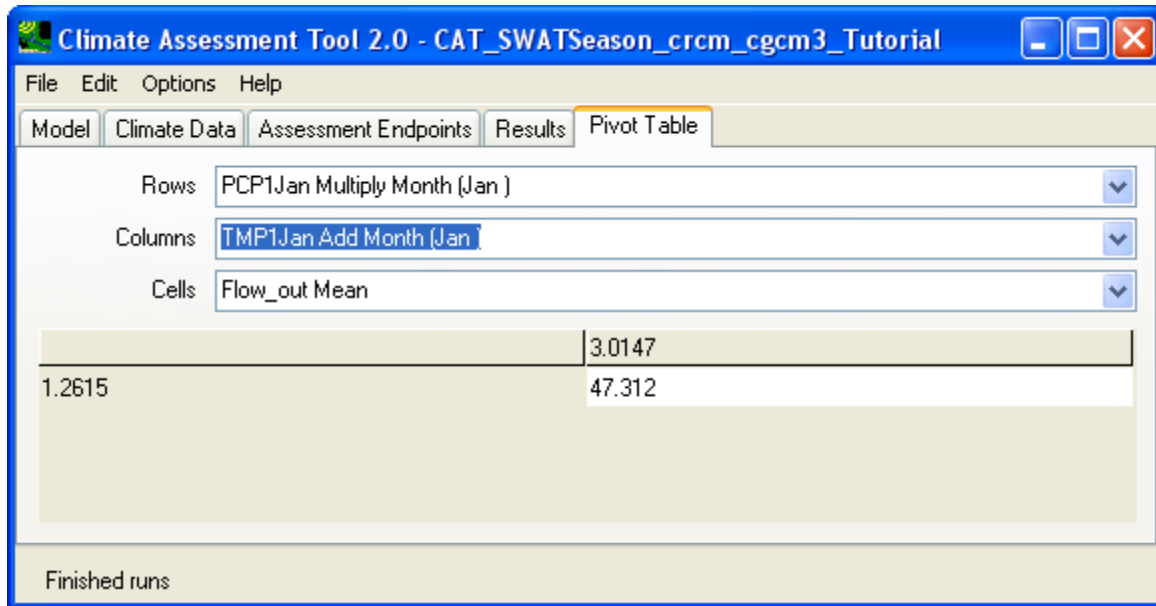 Climate Assessment Tool 2.0 - CAT_SWATSeason_crcm_cgcm3_Tutorial
File Edit Options Help
Model Climate Data Assessment Endpoints Results Pivot Table
Rows PCP1Jan Multiply Month (Jan )
Columns TMP1Jan Add Month (Jan )
Cells Flow_out Mean
3.0147
1.2615 47.312
Finished runs